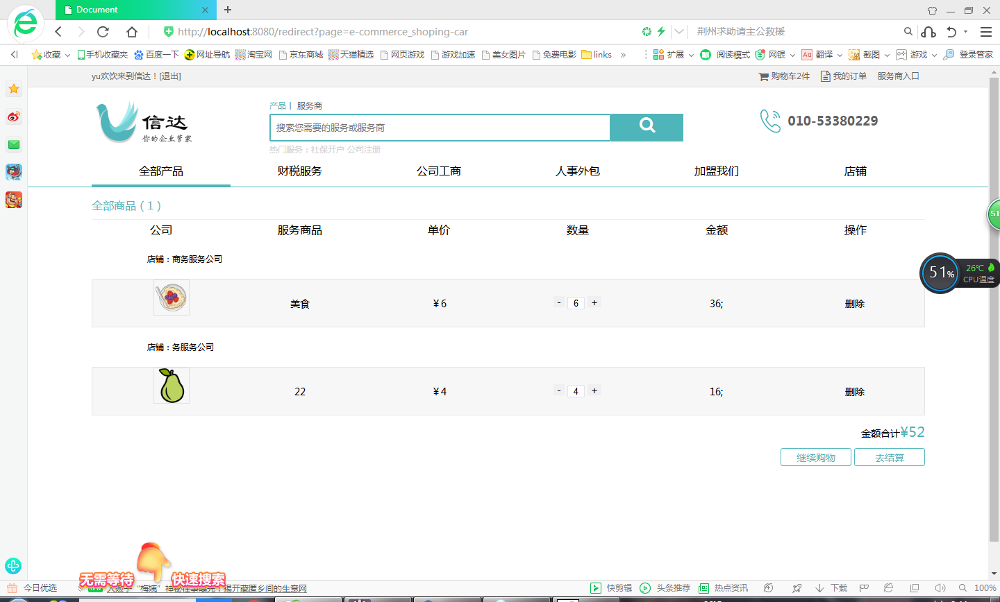 Document
http://localhost:8080/redirect?page=e-commerce_shoping-car
荆州求助请主公救援
收藏 手机收藏夹 百度一下 网址导航 淘宝网 京东商城 天猫精选 网页游戏 游戏加速 美女图片 免费电影 links » 扩展 阅读模式 网银 Aa 翻译 截图 游戏 登录管家
yu欢饮来到信达！[退出]
购物车2件 我的订单 服务商入口
信达
你的企业管家
产品 | 服务商
搜索您需要的服务或服务商
热门服务：社保开户 公司注册
010-53380229
全部产品 财税服务 公司工商 人事外包 加盟我们 店铺
全部商品（1）
公司 服务商品 单价 数量 金额 操作
店铺：商务服务公司
美食 ￥6 - 6 + 36; 删除
店铺：务服务公司
22 ￥4 - 4 + 16; 删除
金额合计¥52
继续购物 去结算
51
51%
26℃
CPU温度
无需等待 快速搜索
今日优选 NEW 人贩子“梅姨”神秘往事曝光！揭开藏匿乡间的生意网 快剪辑 头条推荐 热点资讯 下载 100%